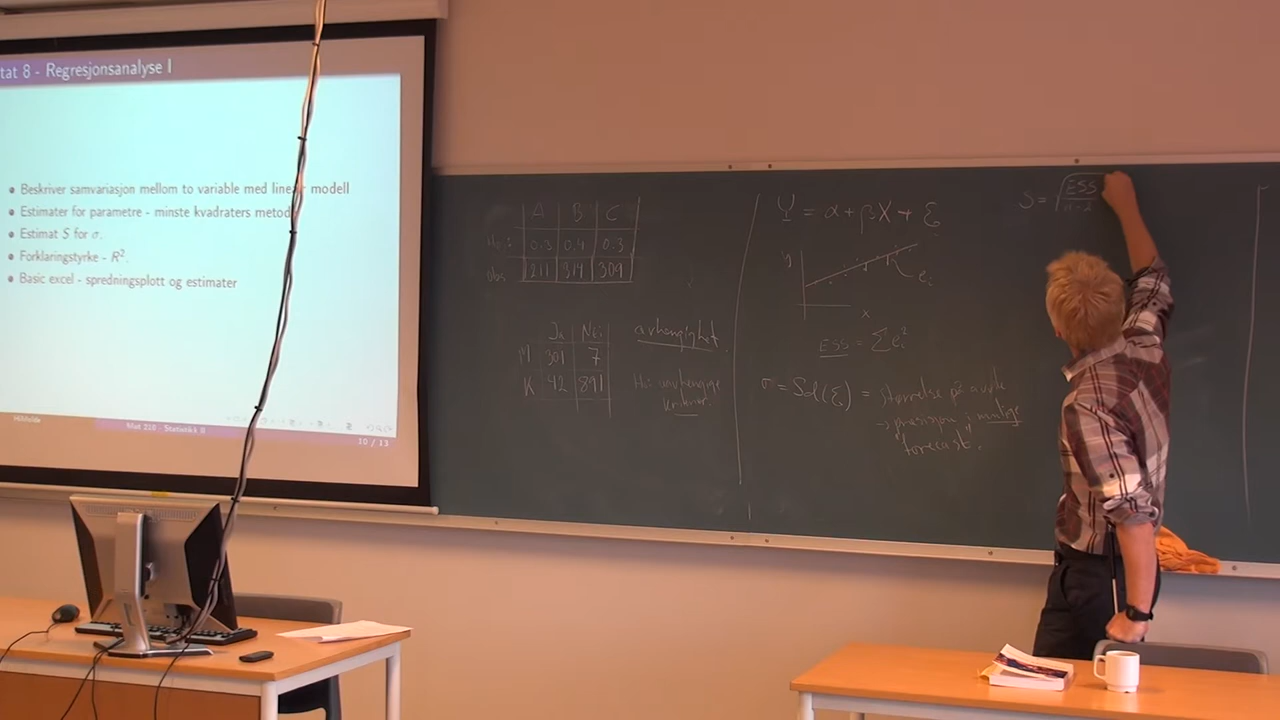 tat 8 - Regresjonsanalyse I
Beskriver samvariasjon mellom to variable med lineær modell
Estimater for parametre - minste kvadraters metode
Estimat S for σ.
Forklaringstyrke - R².
Basic excel - spredningsplott og estimater
Mat 210 - Statistikk II
10 / 13
A B C
H₀: 0.3 0.4 0.3
obs 211 314 309
Ja Nei
M 301 7
K 42 891
avhengighet
H₀: uavhengige
kriterier.
Y = α + βX + ε
y
eᵢ
x
ESS = Σeᵢ²
σ = Sd(ε) = størrelse på avvik
→ presisjon i mulige
"forecast".
S = √ESS
n-2